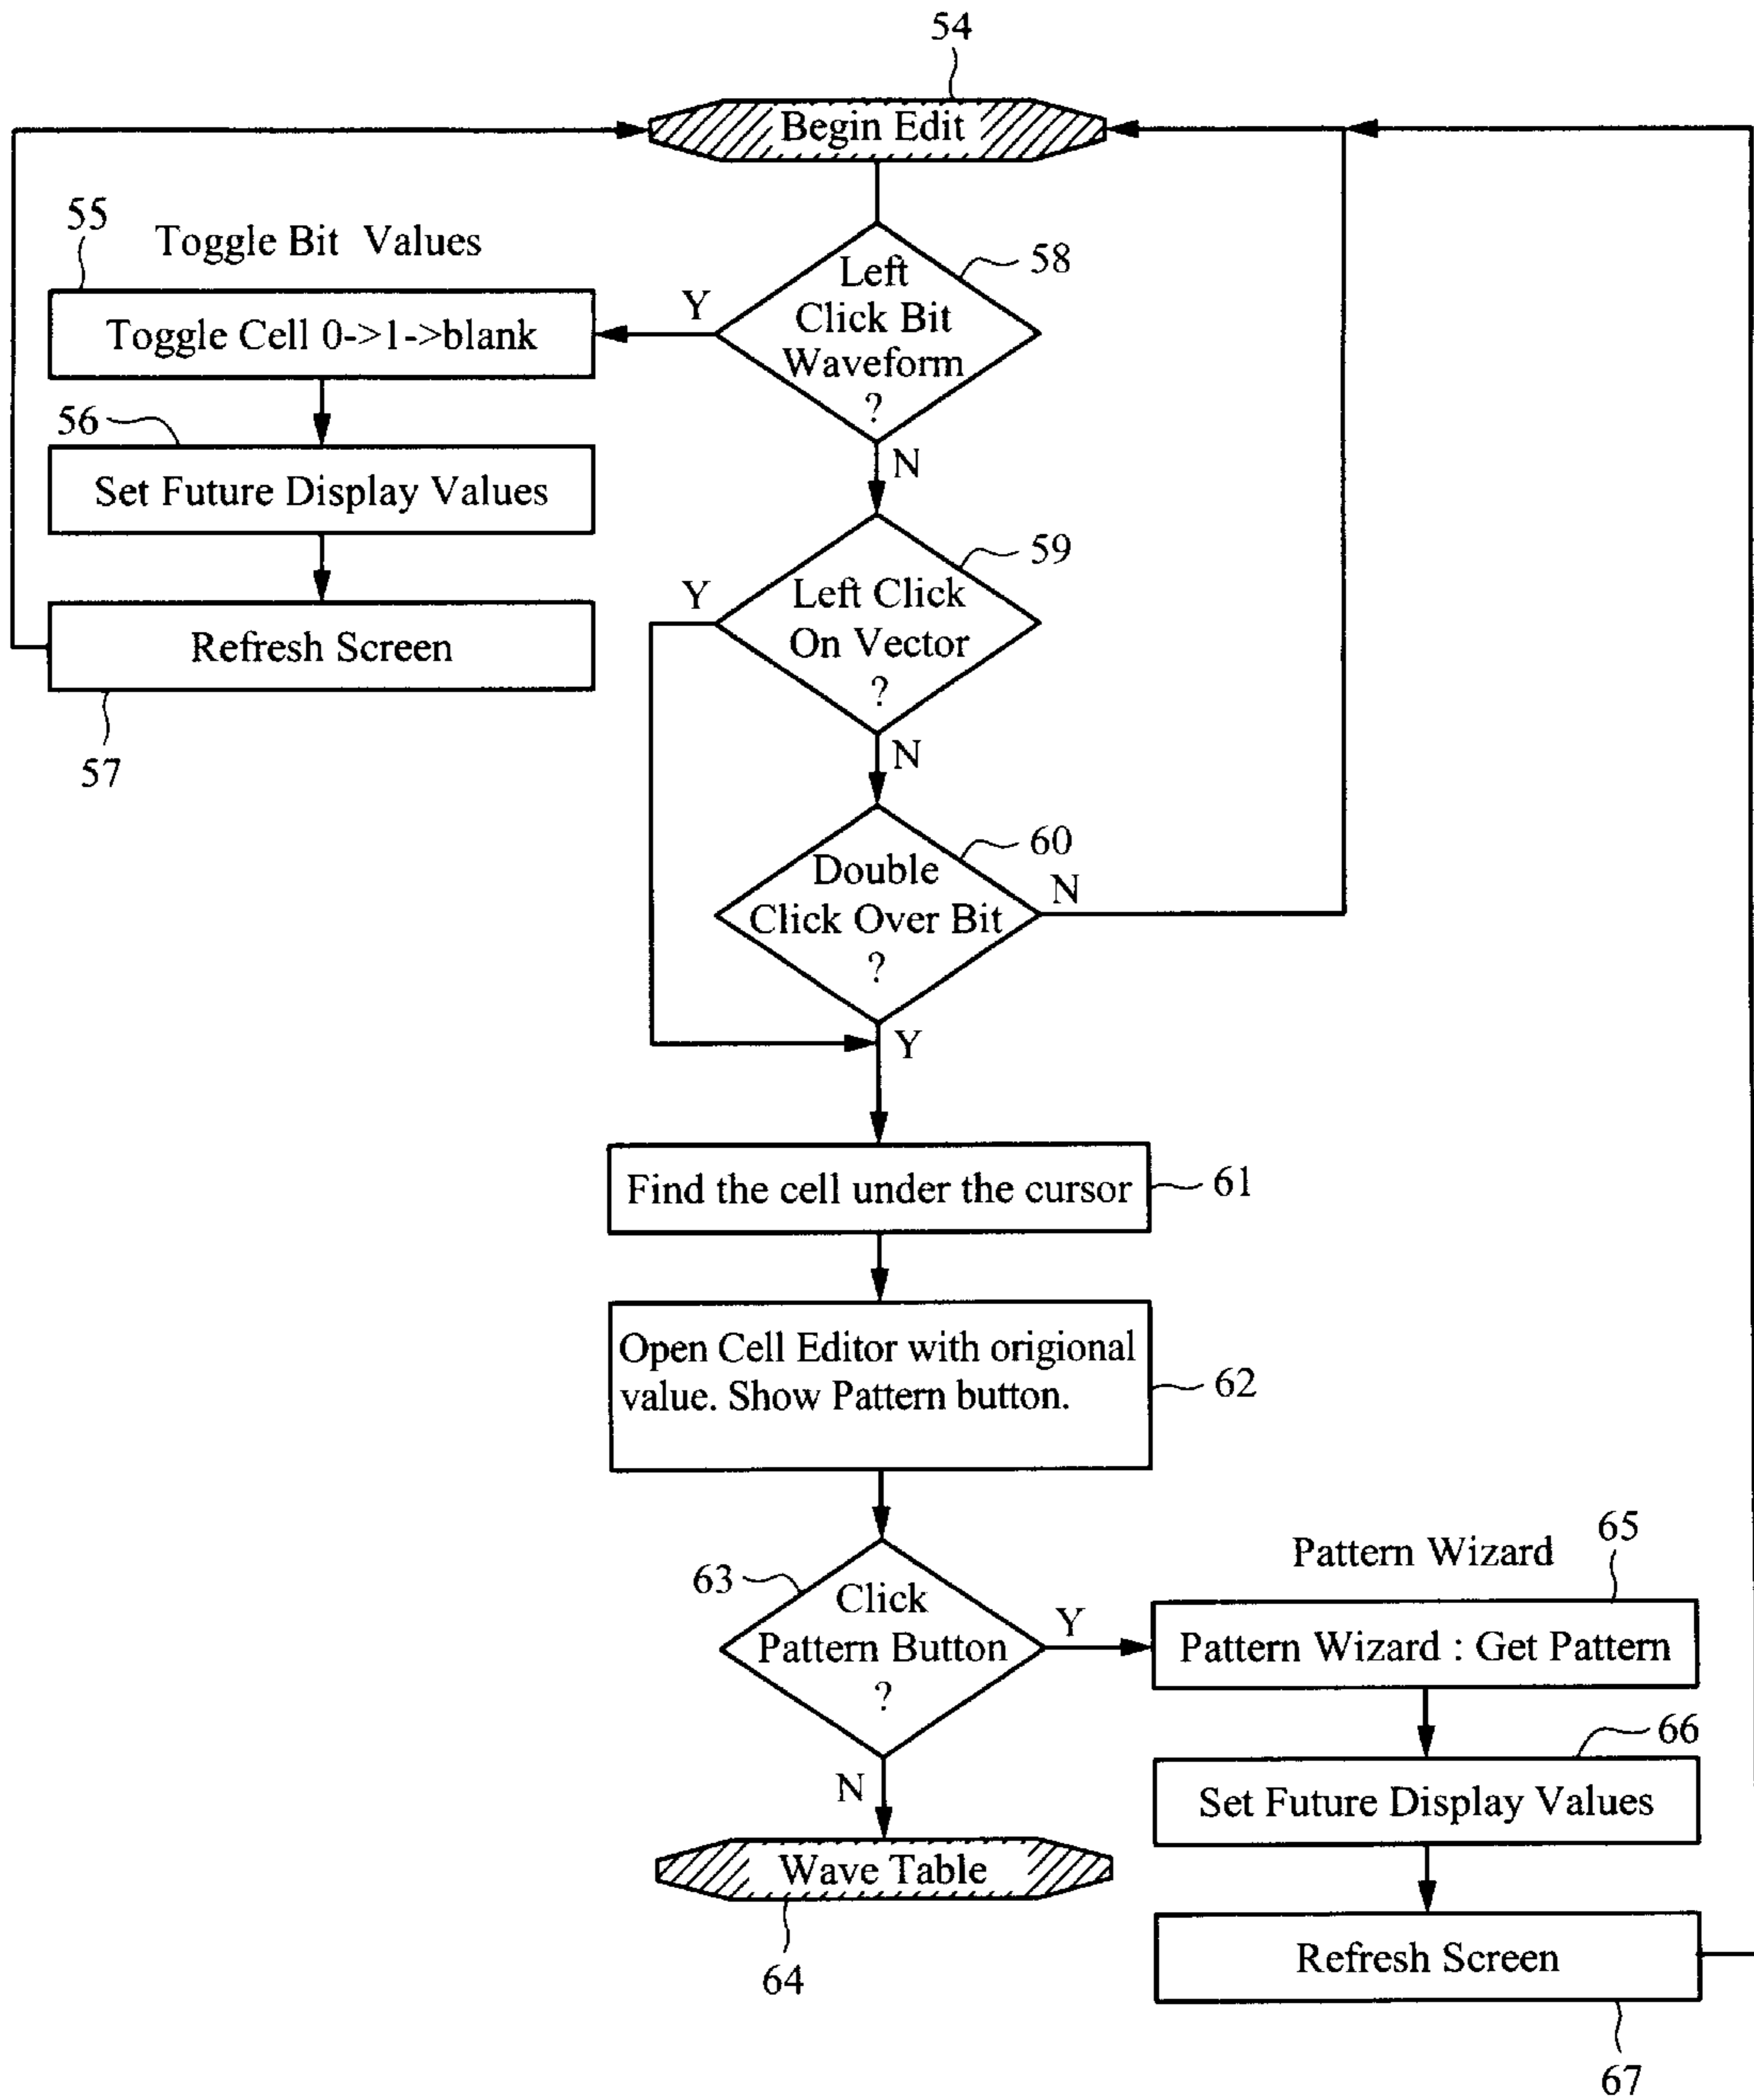 54
Begin Edit
55
Toggle Bit Values
58
Left
Click Bit
Waveform
?
Y
Toggle Cell 0->1->blank
56
N
Set Future Display Values
59
Y
Left Click
On Vector
?
Refresh Screen
57
N
60
Double
Click Over Bit
?
N
Y
Find the cell under the cursor
61
Open Cell Editor with origional
value. Show Pattern button.
62
63
Click
Pattern Button
?
Y
Pattern Wizard
65
Pattern Wizard : Get Pattern
66
N
Set Future Display Values
Wave Table
64
Refresh Screen
67